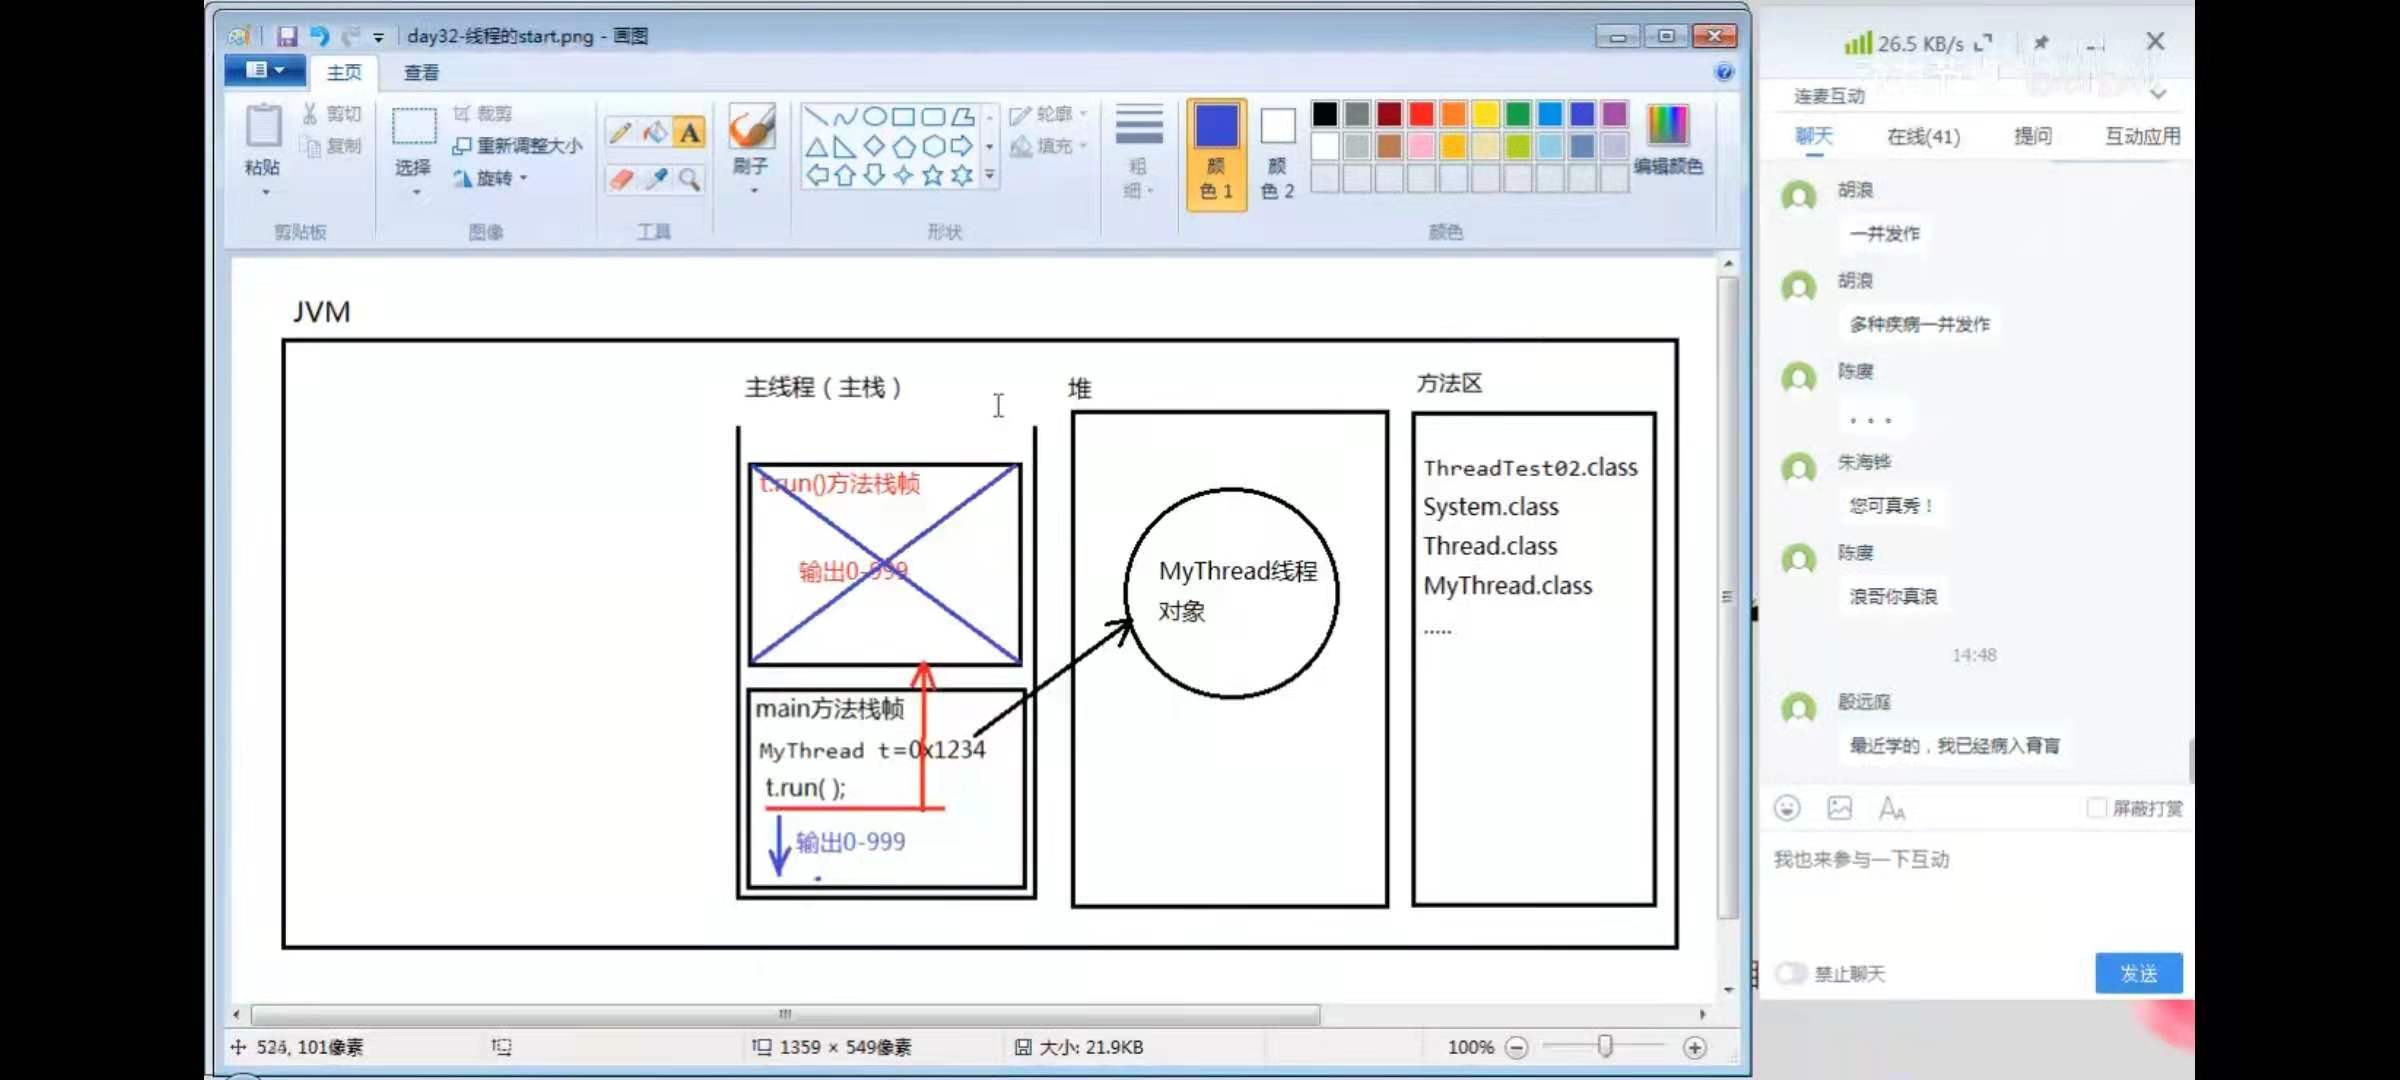 day32-线程的start.png - 画图
主页 查看
粘贴
剪切
复制
剪贴板
选择
裁剪
重新调整大小
旋转
图像
A
工具
刷子
轮廓
填充
形状
粗细
颜色 1
颜色 2
编辑颜色
颜色
JVM
主线程（主栈）
t.run()方法栈帧
输出0-999
main方法栈帧
MyThread t=0x1234
t.run( );
输出0-999
堆
MyThread线程
对象
方法区
ThreadTest02.class
System.class
Thread.class
MyThread.class
.....
524, 101像素
1359 × 549像素
大小: 21.9KB
100%
26.5 KB/s
连麦互动
聊天 在线(41) 提问 互动应用
胡浪
一并发作
胡浪
多种疾病一并发作
陈虔
。。。
朱海铧
您可真秀！
陈虔
浪哥你真浪
14:48
殷远庭
最近学的，我已经病入膏肓
屏蔽打赏
我也来参与一下互动
禁止聊天
发送